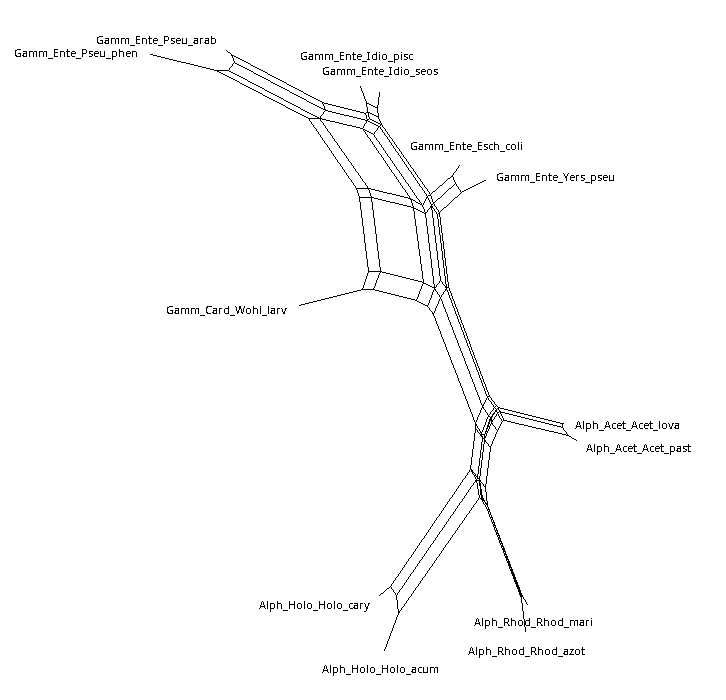 Gamm_Ente_Pseu_arab
Gamm_Ente_Pseu_phen
Gamm_Ente_Idio_pisc
Gamm_Ente_Idio_seos
Gamm_Ente_Esch_coli
Gamm_Ente_Yers_pseu
Gamm_Card_Wohl_larv
Alph_Acet_Acet_lova
Alph_Acet_Acet_past
Alph_Holo_Holo_cary
Alph_Rhod_Rhod_mari
Alph_Rhod_Rhod_azot
Alph_Holo_Holo_acum